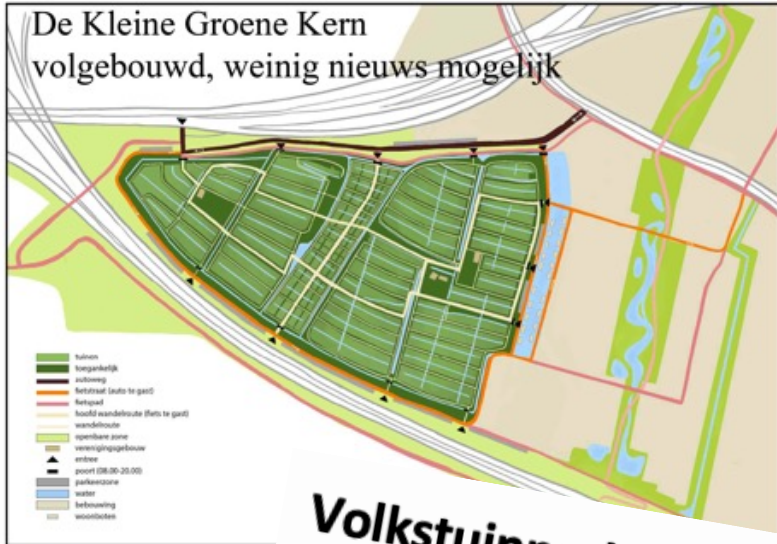 De Kleine Groene Kern
volgebouwd, weinig nieuws mogelijk
tuinen
toegankelijk
autoweg
fietstraat (auto te gast)
fietspad
hoofd wandelroute (fiets te gast)
wandelroute
openbare zone
verenigingsgebouw
entree
poort (08.00-20.00)
parkeerzone
water
bebouwing
woonboten